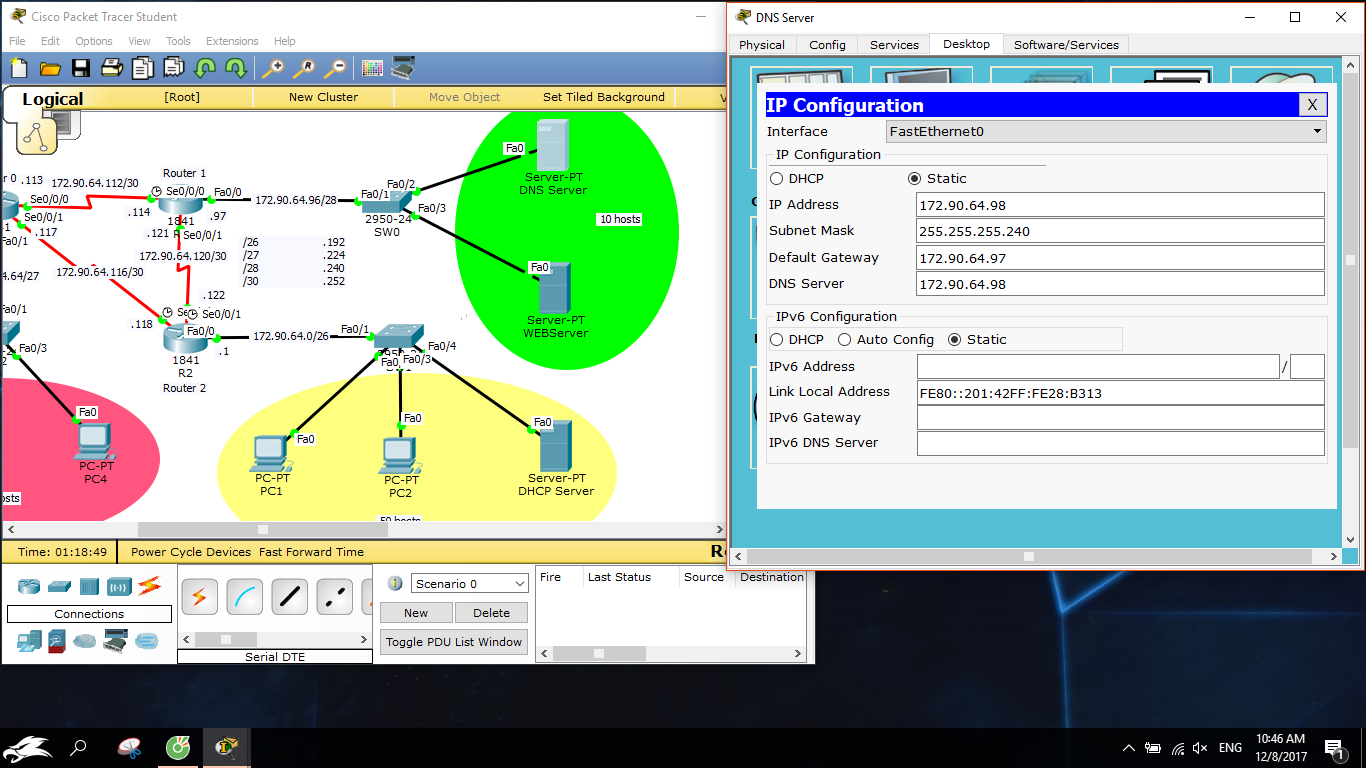 Cisco Packet Tracer Student
File Edit Options View Tools Extensions Help
Logical
[Root]
New Cluster
Move Object
Set Tiled Background
r 0
.113
172.90.64.112/30
Router 1
Se0/0/0
Se0/0/0
Fa0/0
172.90.64.96/28
Fa0/1
Fa0/2
Fa0/3
Fa0
Server-PT
DNS Server
Se0/0/1
.117
.114
1841
.97
2950-24
SW0
10 hosts
Fa0/1
.121
Se0/0/1
172.90.64.120/30
/26 .192
/27 .224
/28 .240
/30 .252
172.90.64.116/30
4.64/27
Fa0
Server-PT
WEBServer
a0/1
.122
Se0/0/1
.118
Fa0/0
172.90.64.0/26
Fa0/1
.1
1841
R2
Router 2
Fa0/3
Fa0/3
Fa0/4
Fa0
Fa0
PC-PT
PC4
Fa0
PC-PT
PC1
Fa0
PC-PT
PC2
Fa0
Server-PT
DHCP Server
50 hosts
Time: 01:18:49
Power Cycle Devices Fast Forward Time
Connections
Serial DTE
Scenario 0
New
Delete
Toggle PDU List Window
Fire Last Status Source Destination
DNS Server
Physical Config Services Desktop Software/Services
IP Configuration
X
Interface FastEthernet0
IP Configuration
DHCP Static
IP Address 172.90.64.98
Subnet Mask 255.255.255.240
Default Gateway 172.90.64.97
DNS Server 172.90.64.98
IPv6 Configuration
DHCP Auto Config Static
IPv6 Address /
Link Local Address FE80::201:42FF:FE28:B313
IPv6 Gateway
IPv6 DNS Server
ENG
10:46 AM
12/8/2017
1